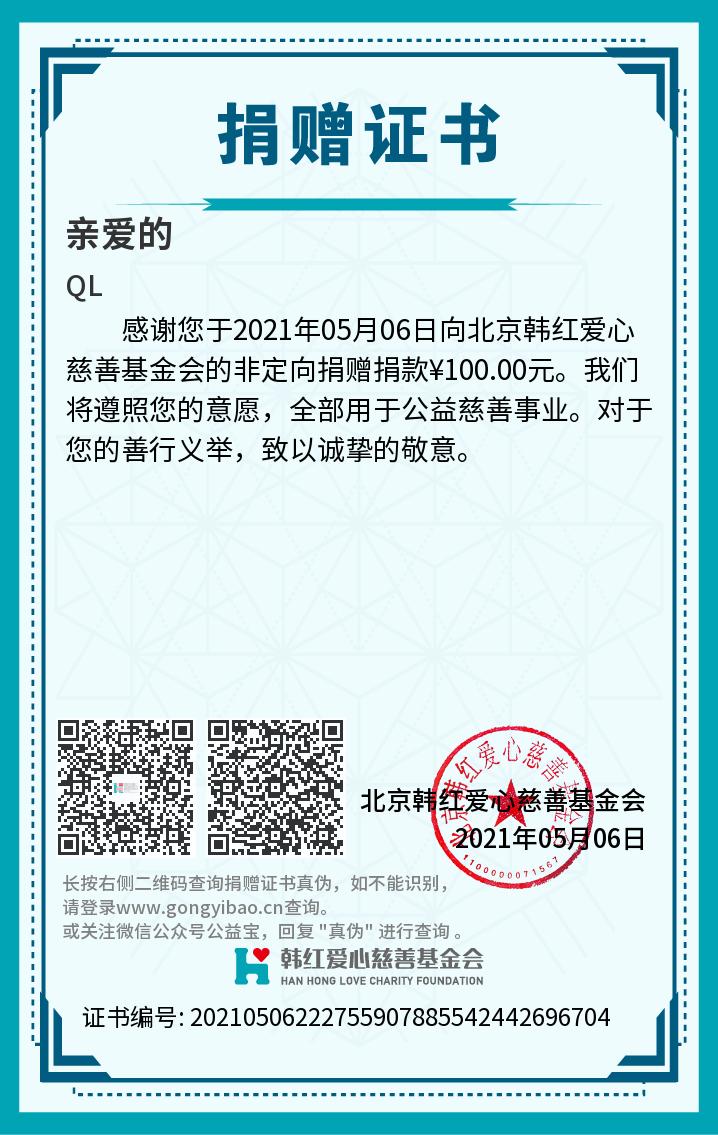 捐赠证书
亲爱的
QL
感谢您于2021年05月06日向北京韩红爱心
慈善基金会的非定向捐赠捐款¥100.00元。我们
将遵照您的意愿，全部用于公益慈善事业。对于
您的善行义举，致以诚挚的敬意。
北京韩红爱心慈善基金会
1100000071567
北京韩红爱心慈善基金会
2021年05月06日
长按右侧二维码查询捐赠证书真伪，如不能识别，
请登录www.gongyibao.cn查询。
或关注微信公众号公益宝，回复 "真伪" 进行查询 。
韩红爱心慈善基金会
HAN HONG LOVE CHARITY FOUNDATION
证书编号: 20210506222755907885542442696704